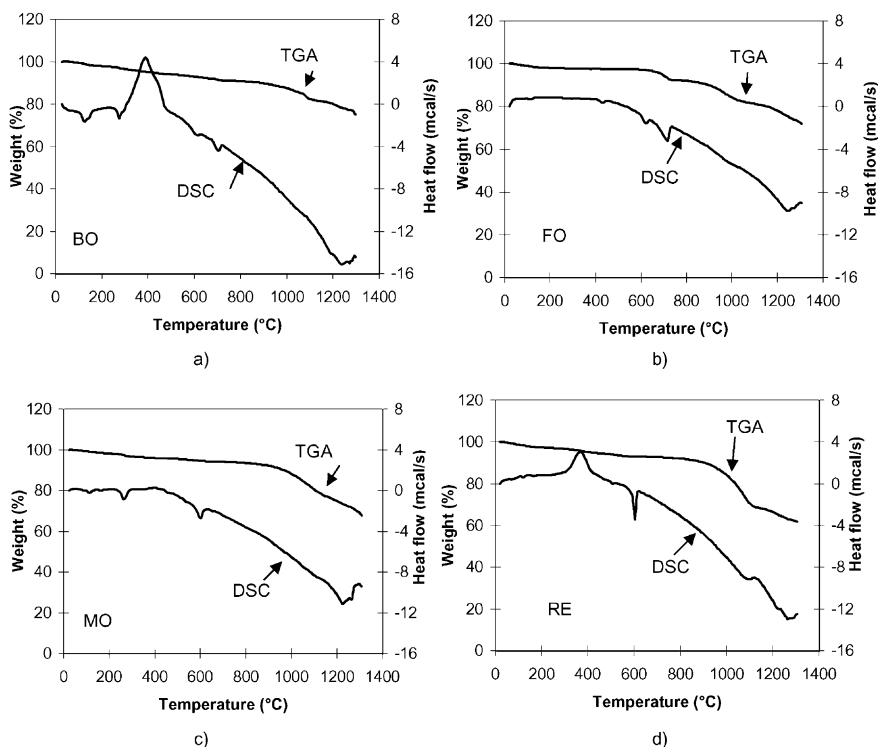 120
100
80
60
40
20
0
Weight (%)
8
4
0
-4
-8
-12
-16
Heat flow (mcal/s)
TGA
DSC
BO
0 200 400 600 800 1000 1200 1400
Temperature (°C)
a)
120
100
80
60
40
20
0
Weight (%)
8
4
0
-4
-8
-12
-16
Heat flow (mcal/s)
TGA
DSC
FO
0 200 400 600 800 1000 1200 1400
Temperature (°C)
b)
120
100
80
60
40
20
0
Weight (%)
8
4
0
-4
-8
-12
-16
Heat flow (mcal/s)
TGA
DSC
MO
0 200 400 600 800 1000 1200 1400
Temperature (°C)
c)
120
100
80
60
40
20
0
Weight (%)
8
4
0
-4
-8
-12
-16
Heat flow (mcal/s)
TGA
DSC
RE
0 200 400 600 800 1000 1200 1400
Temperature (°C)
d)